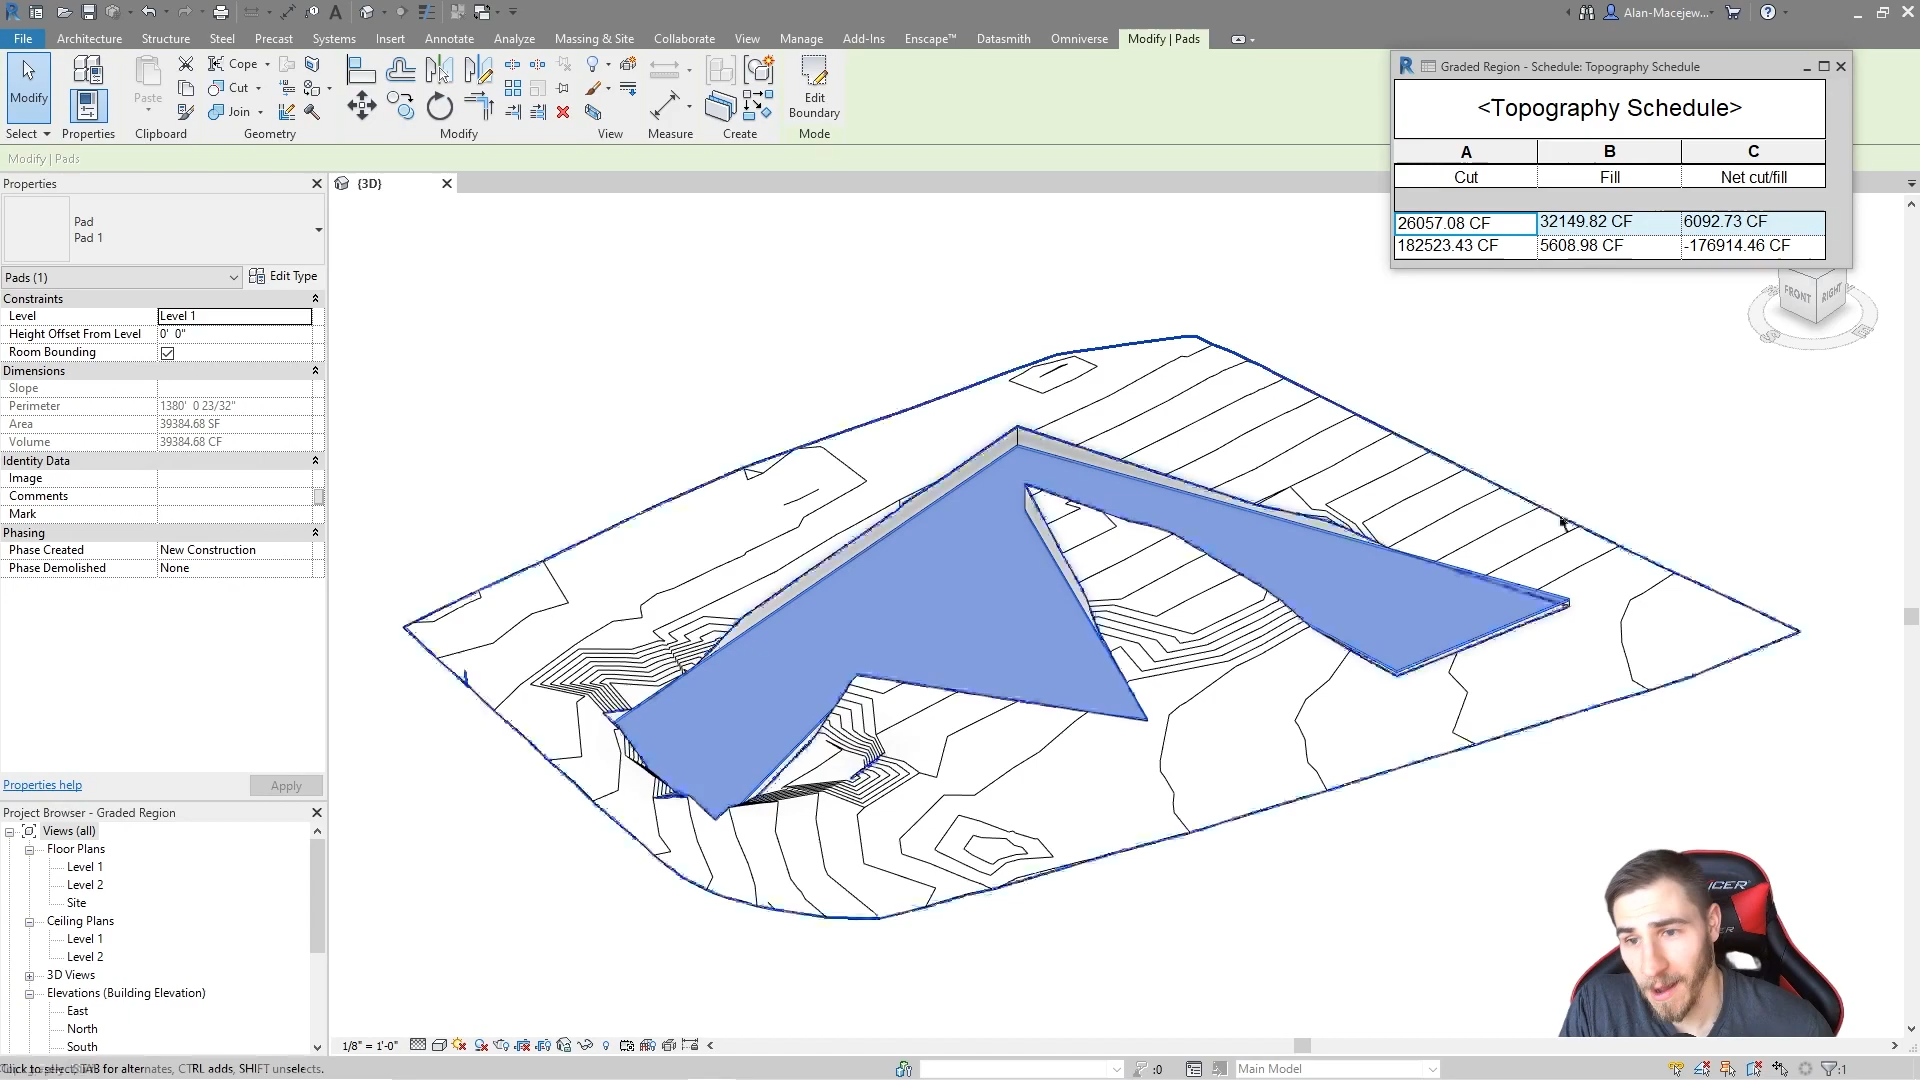 Alan-Macejew...
File
Architecture
Structure
Steel
Precast
Systems
Insert
Annotate
Analyze
Massing & Site
Collaborate
View
Manage
Add-Ins
Enscape™
Datasmith
Omniverse
Modify | Pads
Modify
Paste
Cope
Cut
Join
Edit
Boundary
Select
Properties
Clipboard
Geometry
Modify
View
Measure
Create
Mode
Modify | Pads
Graded Region - Schedule: Topography Schedule
<Topography Schedule>
A B C
Cut Fill Net cut/fill
26057.08 CF 32149.82 CF 6092.73 CF
182523.43 CF 5608.98 CF -176914.46 CF
FRONT
RIGHT
Properties
{3D}
Pad
Pad 1
Pads (1)
Edit Type
Constraints
Level Level 1
Height Offset From Level 0' 0"
Room Bounding
Dimensions
Slope
Perimeter 1380' 0 23/32"
Area 39384.68 SF
Volume 39384.68 CF
Identity Data
Image
Comments
Mark
Phasing
Phase Created New Construction
Phase Demolished None
Properties help
Apply
Project Browser - Graded Region
Views (all)
Floor Plans
Level 1
Level 2
Site
Ceiling Plans
Level 1
Level 2
3D Views
Elevations (Building Elevation)
East
North
South
1/8" = 1'-0"
Click to select, TAB for alternates, CTRL adds, SHIFT unselects.
:0
Main Model
:1